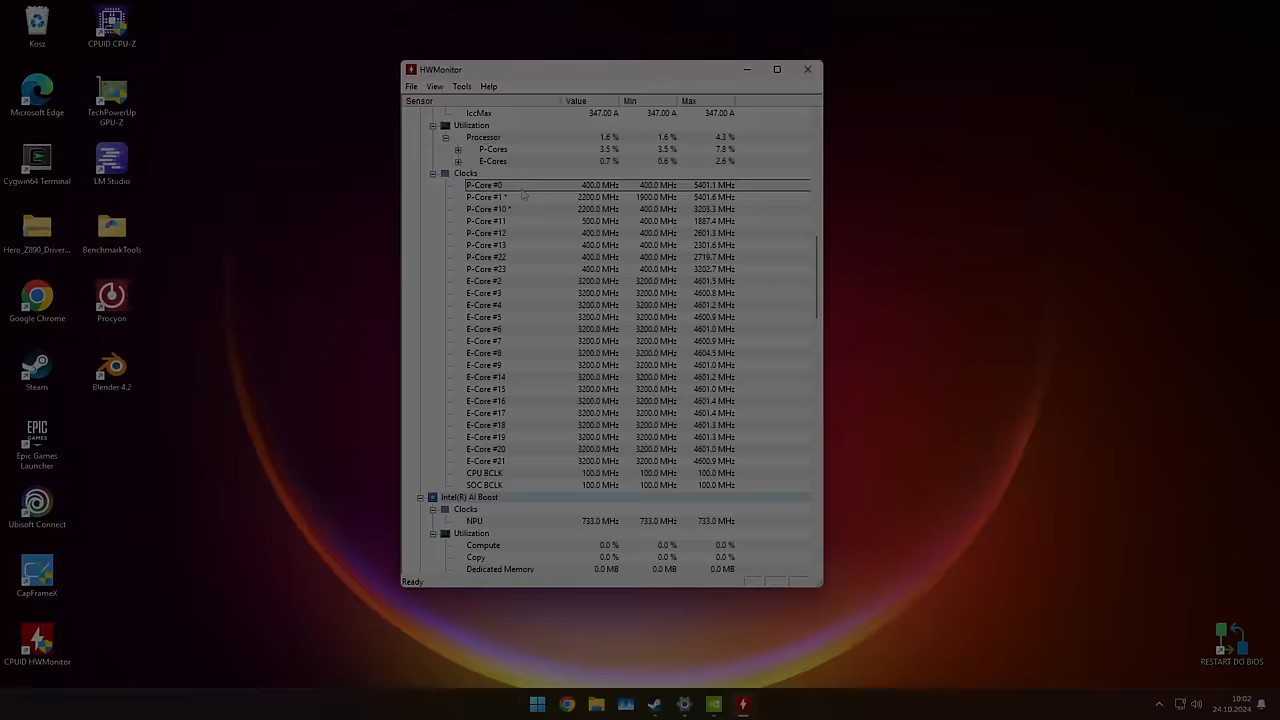 Kosz
CPUID CPU-Z
Microsoft Edge
TechPowerUp
GPU-Z
Cygwin64 Terminal
LM Studio
Hero_Z890_Driver...
BenchmarkTools
Google Chrome
Procyon
Steam
Blender 4.2
Epic Games
Launcher
Ubisoft Connect
CapFrameX
CPUID HWMonitor
HWMonitor
File View Tools Help
Sensor Value Min Max
IccMax 347.00 A 347.00 A 347.00 A
Utilization
Processor 1.6 % 1.6 % 4.3 %
P-Cores 3.5 % 3.5 % 7.8 %
E-Cores 0.7 % 0.6 % 2.6 %
Clocks
P-Core #0 400.0 MHz 400.0 MHz 5401.1 MHz
P-Core #1 * 2200.0 MHz 1900.0 MHz 5401.6 MHz
P-Core #10 * 2200.0 MHz 400.0 MHz 3203.3 MHz
P-Core #11 500.0 MHz 400.0 MHz 1887.4 MHz
P-Core #12 400.0 MHz 400.0 MHz 2601.3 MHz
P-Core #13 400.0 MHz 400.0 MHz 2301.6 MHz
P-Core #22 400.0 MHz 400.0 MHz 2719.7 MHz
P-Core #23 400.0 MHz 400.0 MHz 3202.7 MHz
E-Core #2 3200.0 MHz 3200.0 MHz 4601.5 MHz
E-Core #3 3200.0 MHz 3200.0 MHz 4600.8 MHz
E-Core #4 3200.0 MHz 3200.0 MHz 4601.2 MHz
E-Core #5 3200.0 MHz 3200.0 MHz 4600.9 MHz
E-Core #6 3200.0 MHz 3200.0 MHz 4601.0 MHz
E-Core #7 3200.0 MHz 3200.0 MHz 4600.9 MHz
E-Core #8 3200.0 MHz 3200.0 MHz 4604.5 MHz
E-Core #9 3200.0 MHz 3200.0 MHz 4601.0 MHz
E-Core #14 3200.0 MHz 3200.0 MHz 4601.2 MHz
E-Core #15 3200.0 MHz 3200.0 MHz 4601.0 MHz
E-Core #16 3200.0 MHz 3200.0 MHz 4601.4 MHz
E-Core #17 3200.0 MHz 3200.0 MHz 4601.4 MHz
E-Core #18 3200.0 MHz 3200.0 MHz 4601.3 MHz
E-Core #19 3200.0 MHz 3200.0 MHz 4601.3 MHz
E-Core #20 3200.0 MHz 3200.0 MHz 4601.0 MHz
E-Core #21 3200.0 MHz 3200.0 MHz 4600.9 MHz
CPU BCLK 100.0 MHz 100.0 MHz 100.0 MHz
SOC BCLK 100.0 MHz 100.0 MHz 100.0 MHz
Intel(R) AI Boost
Clocks
NPU 733.0 MHz 733.0 MHz 733.0 MHz
Utilization
Compute 0.0 % 0.0 % 0.0 %
Copy 0.0 % 0.0 % 0.0 %
Dedicated Memory 0.0 MB 0.0 MB 0.0 MB
Ready
RESTART DO BIOS
10:02
24.10.2024